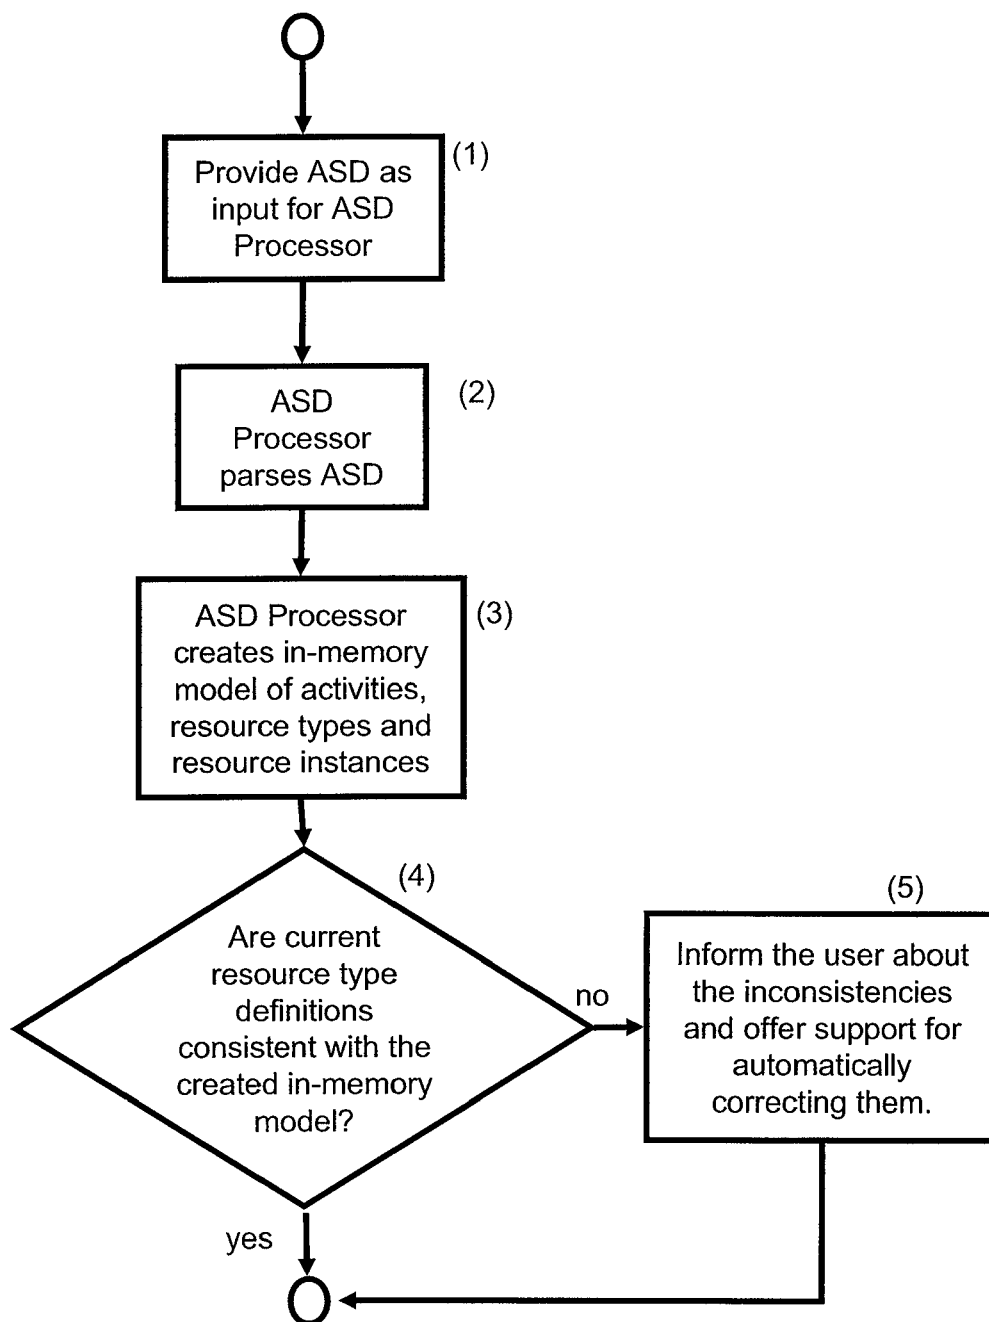 (1)
Provide ASD as
input for ASD
Processor
(2)
ASD
Processor
parses ASD
(3)
ASD Processor
creates in-memory
model of activities,
resource types and
resource instances
(4)
Are current
resource type
definitions
consistent with the
created in-memory
model?
no
(5)
Inform the user about
the inconsistencies
and offer support for
automatically
correcting them.
yes